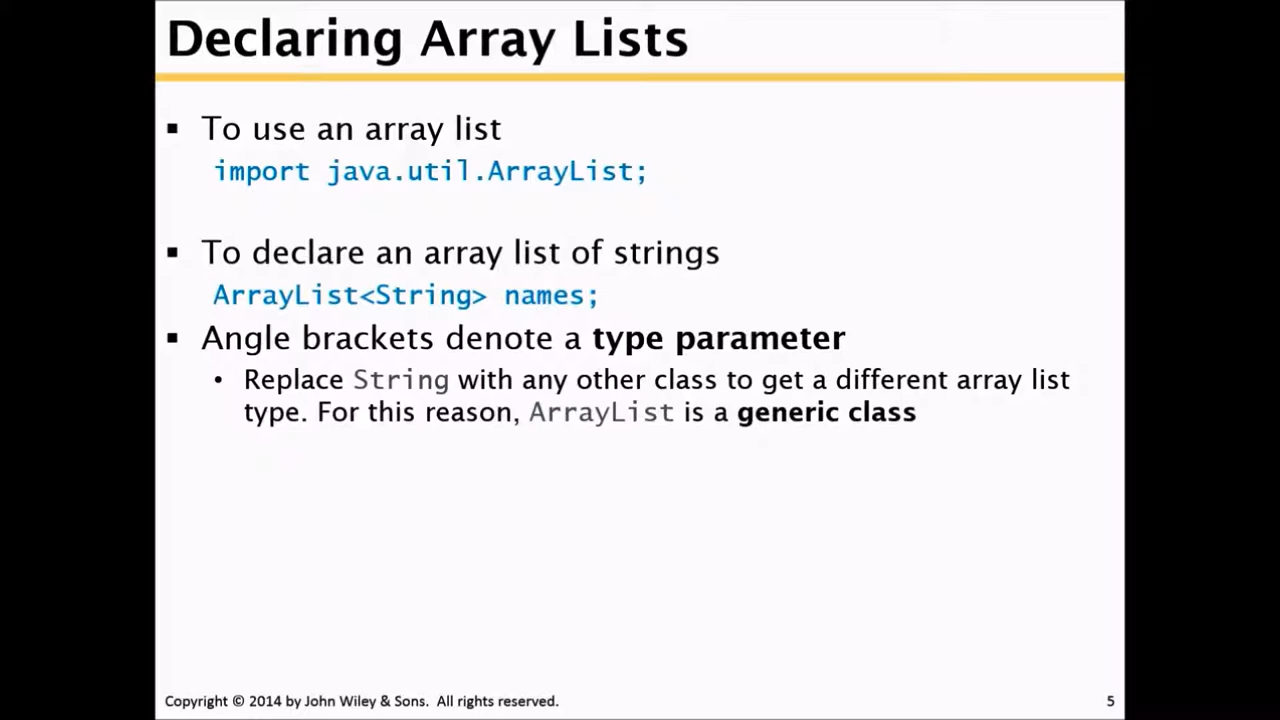 Declaring Array Lists
▪ To use an array list
import java.util.ArrayList;
▪ To declare an array list of strings
ArrayList<String> names;
▪ Angle brackets denote a type parameter
• Replace String with any other class to get a different array list
type. For this reason, ArrayList is a generic class
Copyright © 2014 by John Wiley & Sons. All rights reserved.
5